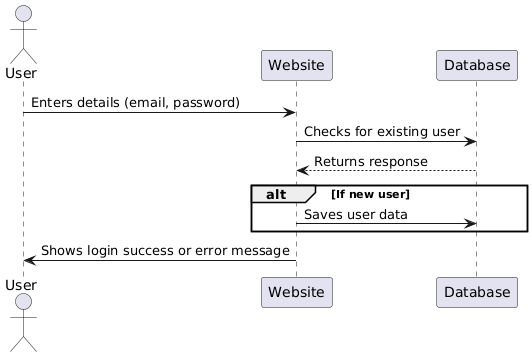 User
Website
Database
Enters details (email, password)
Checks for existing user
Returns response
alt
[If new user]
Saves user data
Shows login success or error message
User
Website
Database